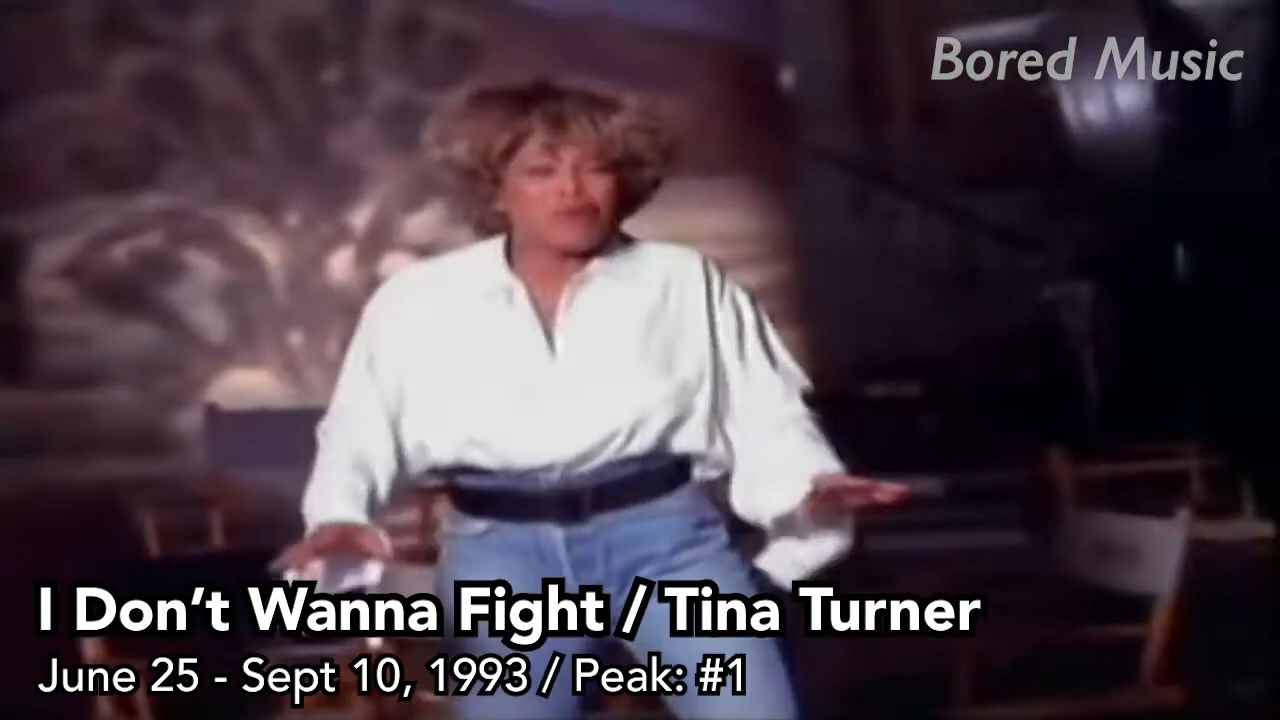 Bored Music
I Don’t Wanna Fight / Tina Turner
June 25 - Sept 10, 1993 / Peak: #1